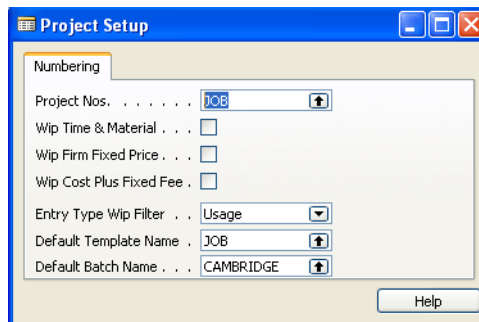 Project Setup
Numbering
Project Nos. . . . . . . . JOB
Wip Time & Material . . .
Wip Firm Fixed Price . . .
Wip Cost Plus Fixed Fee .
Entry Type Wip Filter . . Usage
Default Template Name . JOB
Default Batch Name . . . CAMBRIDGE
Help